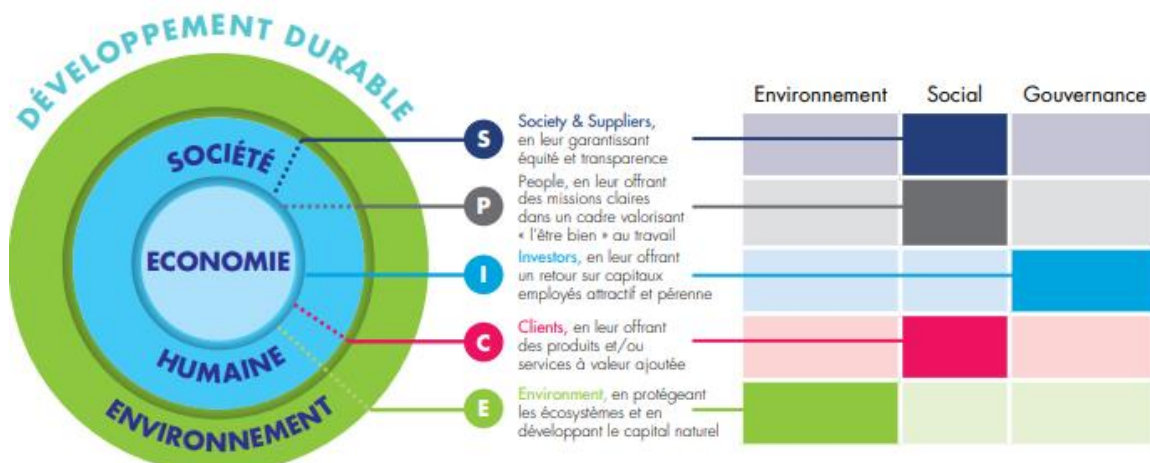 DÉVELOPPEMENT DURABLE
SOCIÉTÉ
ECONOMIE
HUMAINE
ENVIRONNEMENT
Environnement Social Gouvernance
S
Society & Suppliers,
en leur garantissant
équité et transparence
P
People, en leur offrant
des missions claires
dans un cadre valorisant
« l'être bien » au travail
I
Investors, en leur offrant
un retour sur capitaux
employés attractif et pérenne
C
Clients, en leur offrant
des produits et/ou
services à valeur ajoutée
E
Environment, en protégeant
les écosystèmes et en
développant le capital naturel